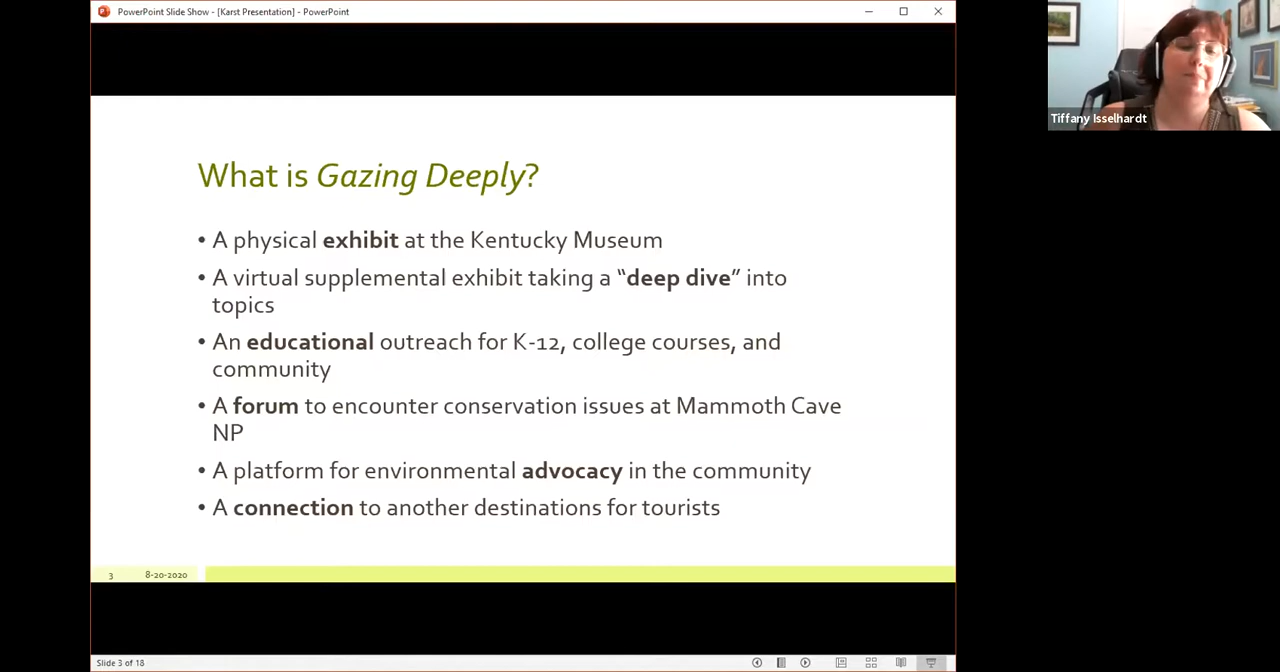 PowerPoint Slide Show - [Karst Presentation] - PowerPoint
Tiffany Isselhardt
What is Gazing Deeply?
• A physical exhibit at the Kentucky Museum
• A virtual supplemental exhibit taking a “deep dive” into
topics
• An educational outreach for K-12, college courses, and
community
• A forum to encounter conservation issues at Mammoth Cave
NP
• A platform for environmental advocacy in the community
• A connection to another destinations for tourists
3 8-20-2020
Slide 3 of 18